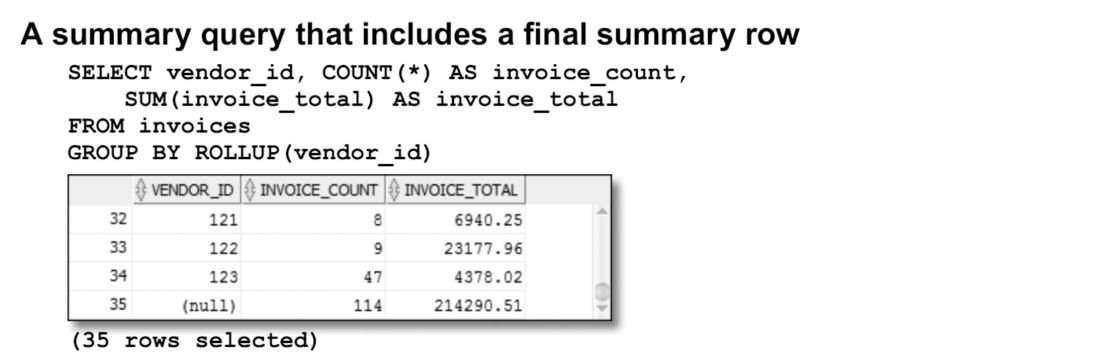 A summary query that includes a final summary row
SELECT vendor_id, COUNT(*) AS invoice_count,
SUM(invoice_total) AS invoice_total
FROM invoices
GROUP BY ROLLUP(vendor_id)
VENDOR_ID INVOICE_COUNT INVOICE_TOTAL
32 121 8 6940.25
33 122 9 23177.96
34 123 47 4378.02
35 (null) 114 214290.51
(35 rows selected)